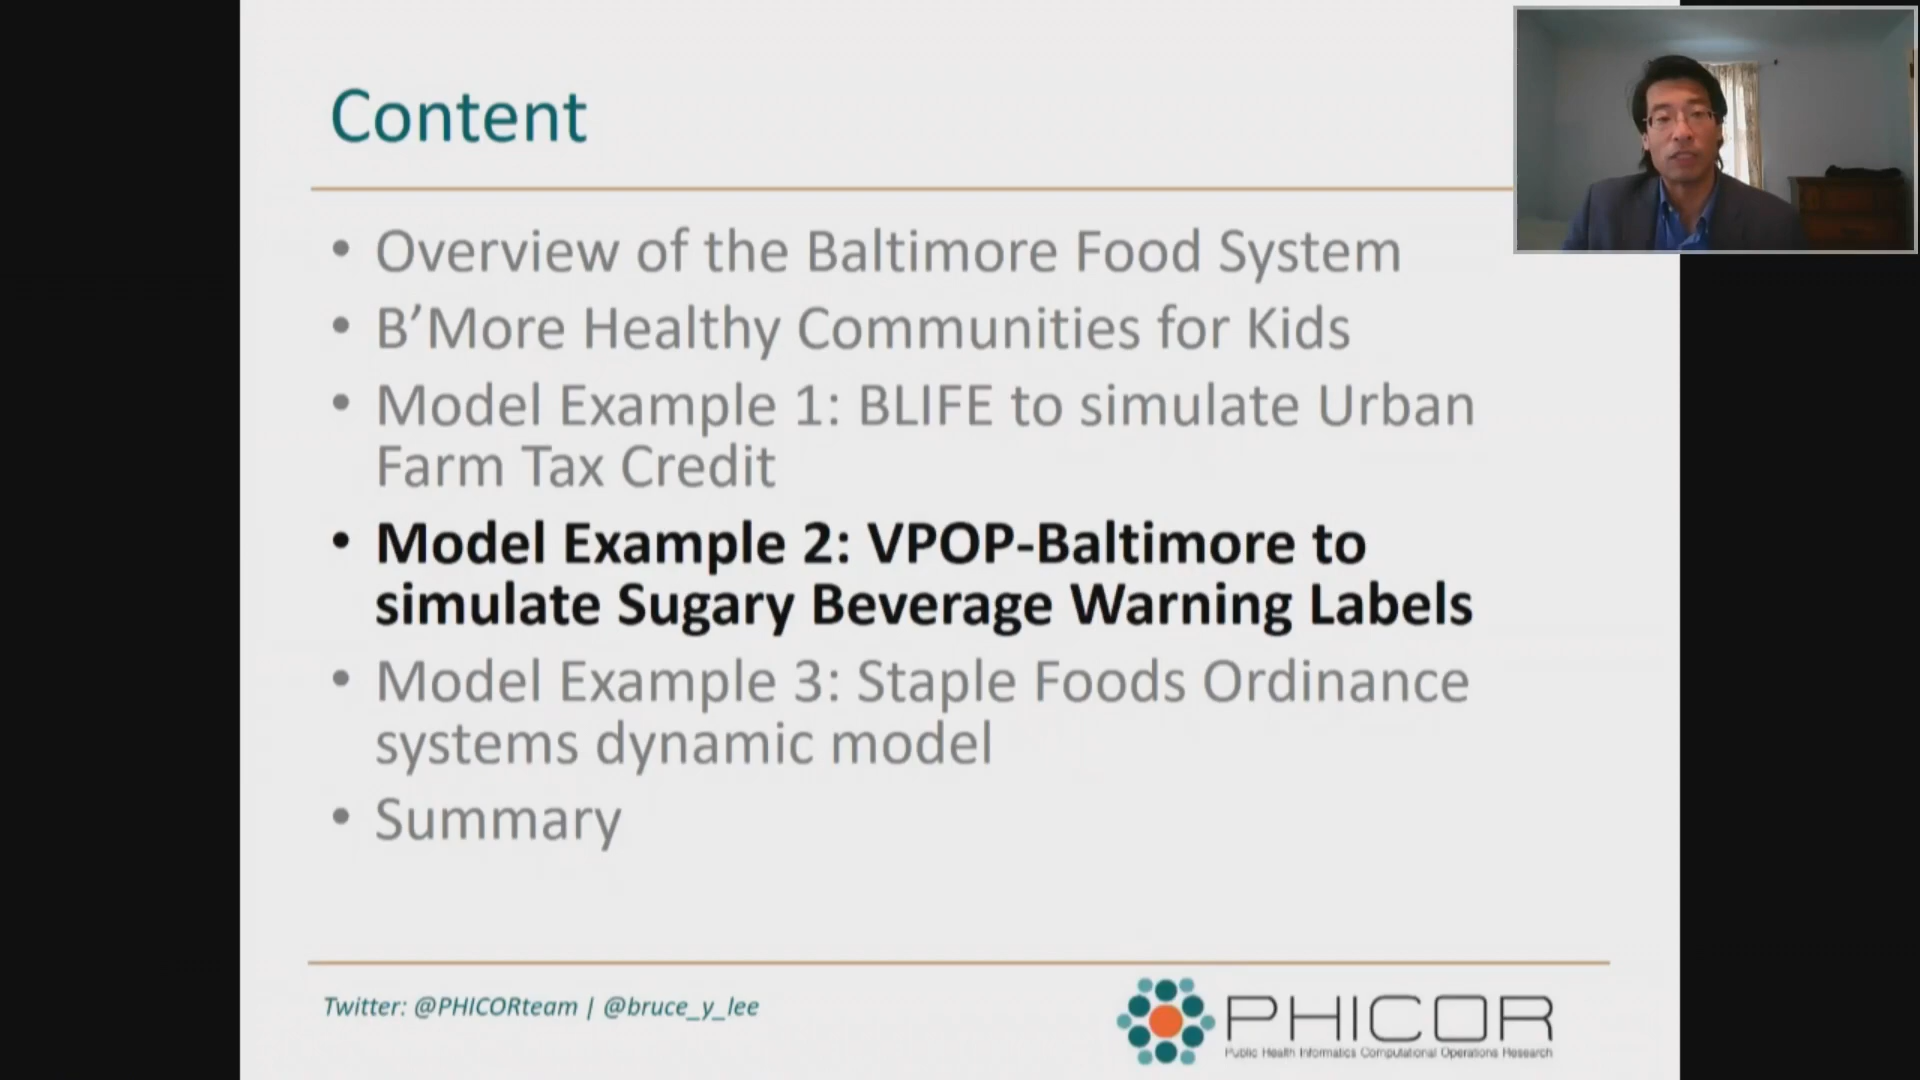 Content
• Overview of the Baltimore Food System
• B’More Healthy Communities for Kids
• Model Example 1: BLIFE to simulate Urban
Farm Tax Credit
• Model Example 2: VPOP-Baltimore to
simulate Sugary Beverage Warning Labels
• Model Example 3: Staple Foods Ordinance
systems dynamic model
• Summary
Twitter: @PHICORteam | @bruce_y_lee
PHICOR
Public Health Informatics Computational Operations Research